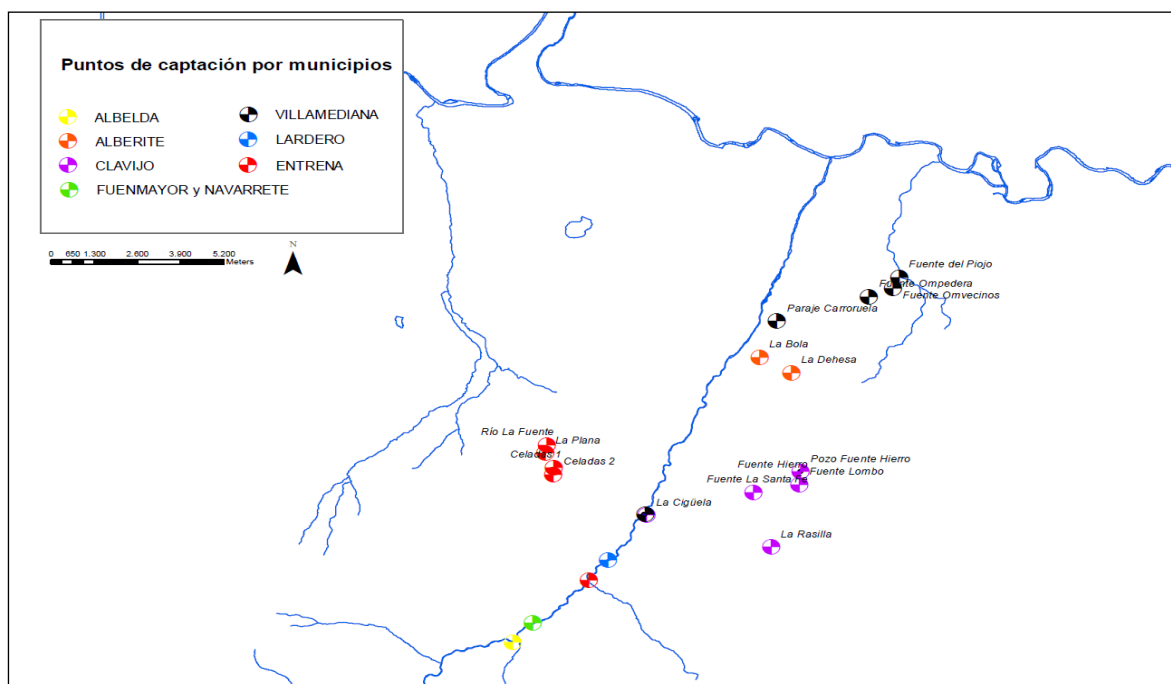 Puntos de captación por municipios
ALBELDA
ALBERITE
CLAVIJO
FUENMAYOR y NAVARRETE
VILLAMEDIANA
LARDERO
ENTRENA
0 650 1.300 2.600 3.900 5.200
Meters
N
Fuente del Piojo
Fuente Ompedera
Fuente Omvecinos
Paraje Carroruela
La Bola
La Dehesa
Río La Fuente
La Plana
Celadas 1
Celadas 2
Fuente Hierro
Pozo Fuente Hierro
Fuente Lombo
Fuente La Santa Fe
La Cigüela
La Rasilla